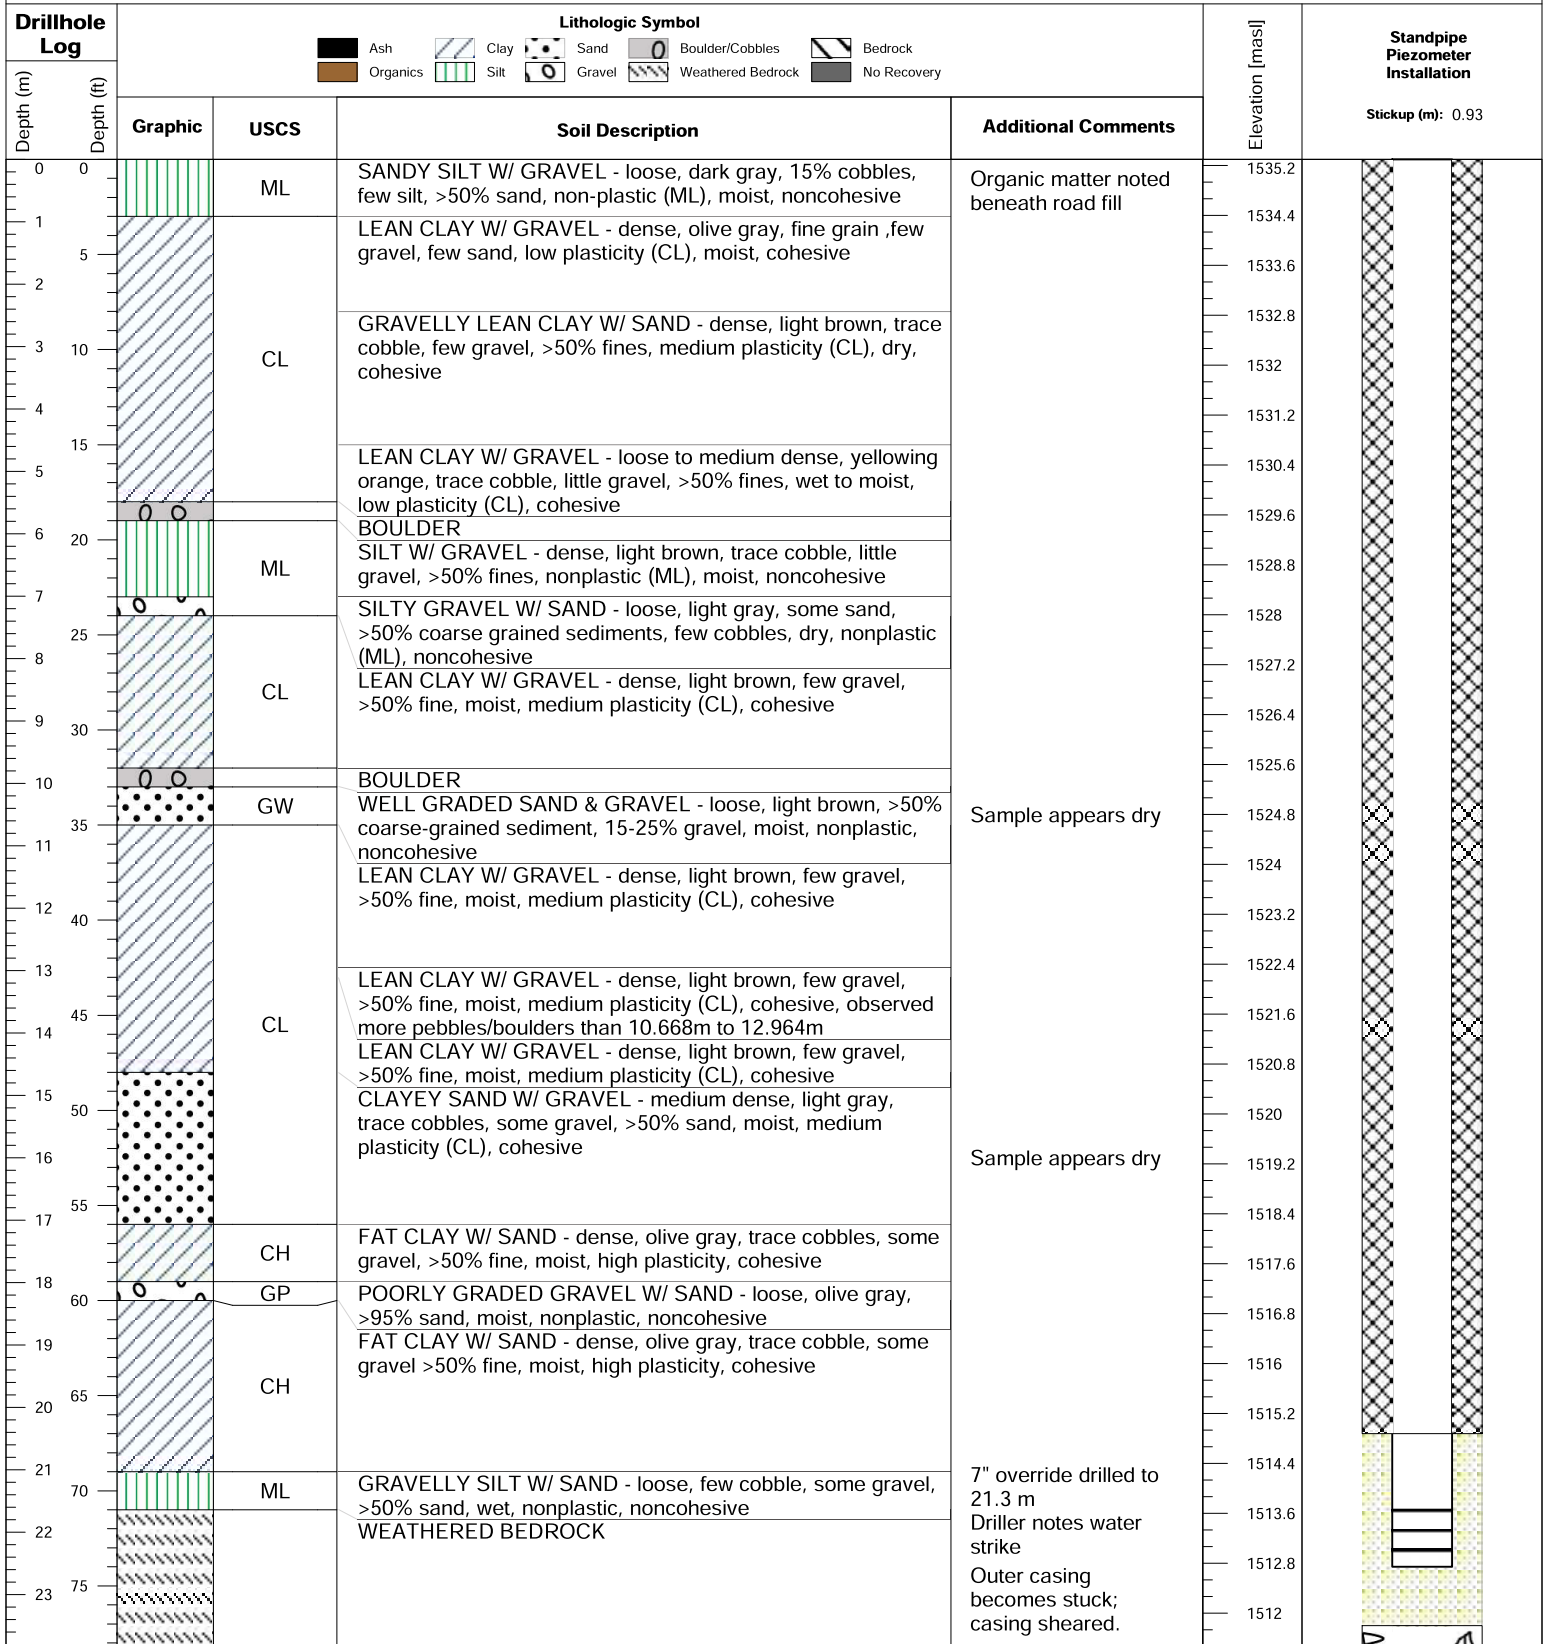 Drillhole
Log
Lithologic Symbol
Ash
Clay
Sand
Boulder/Cobbles
Bedrock
Organics
Silt
Gravel
Weathered Bedrock
No Recovery
Elevation [masl]
Standpipe
Piezometer
Installation
Stickup (m): 0.93
Depth (m)
Depth (ft)
Graphic
USCS
Soil Description
Additional Comments
0
1
2
3
4
5
6
7
8
9
10
11
12
13
14
15
16
17
18
19
20
21
22
23
0
5
10
15
20
25
30
35
40
45
50
55
60
65
70
75
ML
CL
ML
CL
GW
CL
CH
GP
CH
ML
SANDY SILT W/ GRAVEL - loose, dark gray, 15% cobbles,
few silt, >50% sand, non-plastic (ML), moist, noncohesive
LEAN CLAY W/ GRAVEL - dense, olive gray, fine grain ,few
gravel, few sand, low plasticity (CL), moist, cohesive
GRAVELLY LEAN CLAY W/ SAND - dense, light brown, trace
cobble, few gravel, >50% fines, medium plasticity (CL), dry,
cohesive
LEAN CLAY W/ GRAVEL - loose to medium dense, yellowing
orange, trace cobble, little gravel, >50% fines, wet to moist,
low plasticity (CL), cohesive
BOULDER
SILT W/ GRAVEL - dense, light brown, trace cobble, little
gravel, >50% fines, nonplastic (ML), moist, noncohesive
SILTY GRAVEL W/ SAND - loose, light gray, some sand,
>50% coarse grained sediments, few cobbles, dry, nonplastic
(ML), noncohesive
LEAN CLAY W/ GRAVEL - dense, light brown, few gravel,
>50% fine, moist, medium plasticity (CL), cohesive
BOULDER
WELL GRADED SAND & GRAVEL - loose, light brown, >50%
coarse-grained sediment, 15-25% gravel, moist, nonplastic,
noncohesive
LEAN CLAY W/ GRAVEL - dense, light brown, few gravel,
>50% fine, moist, medium plasticity (CL), cohesive
LEAN CLAY W/ GRAVEL - dense, light brown, few gravel,
>50% fine, moist, medium plasticity (CL), cohesive, observed
more pebbles/boulders than 10.668m to 12.964m
LEAN CLAY W/ GRAVEL - dense, light brown, few gravel,
>50% fine, moist, medium plasticity (CL), cohesive
CLAYEY SAND W/ GRAVEL - medium dense, light gray,
trace cobbles, some gravel, >50% sand, moist, medium
plasticity (CL), cohesive
FAT CLAY W/ SAND - dense, olive gray, trace cobbles, some
gravel, >50% fine, moist, high plasticity, cohesive
POORLY GRADED GRAVEL W/ SAND - loose, olive gray,
>95% sand, moist, nonplastic, noncohesive
FAT CLAY W/ SAND - dense, olive gray, trace cobble, some
gravel >50% fine, moist, high plasticity, cohesive
GRAVELLY SILT W/ SAND - loose, few cobble, some gravel,
>50% sand, wet, nonplastic, noncohesive
WEATHERED BEDROCK
Organic matter noted
beneath road fill
Sample appears dry
Sample appears dry
7" override drilled to
21.3 m
Driller notes water
strike
Outer casing
becomes stuck;
casing sheared.
1535.2
1534.4
1533.6
1532.8
1532
1531.2
1530.4
1529.6
1528.8
1528
1527.2
1526.4
1525.6
1524.8
1524
1523.2
1522.4
1521.6
1520.8
1520
1519.2
1518.4
1517.6
1516.8
1516
1515.2
1514.4
1513.6
1512.8
1512